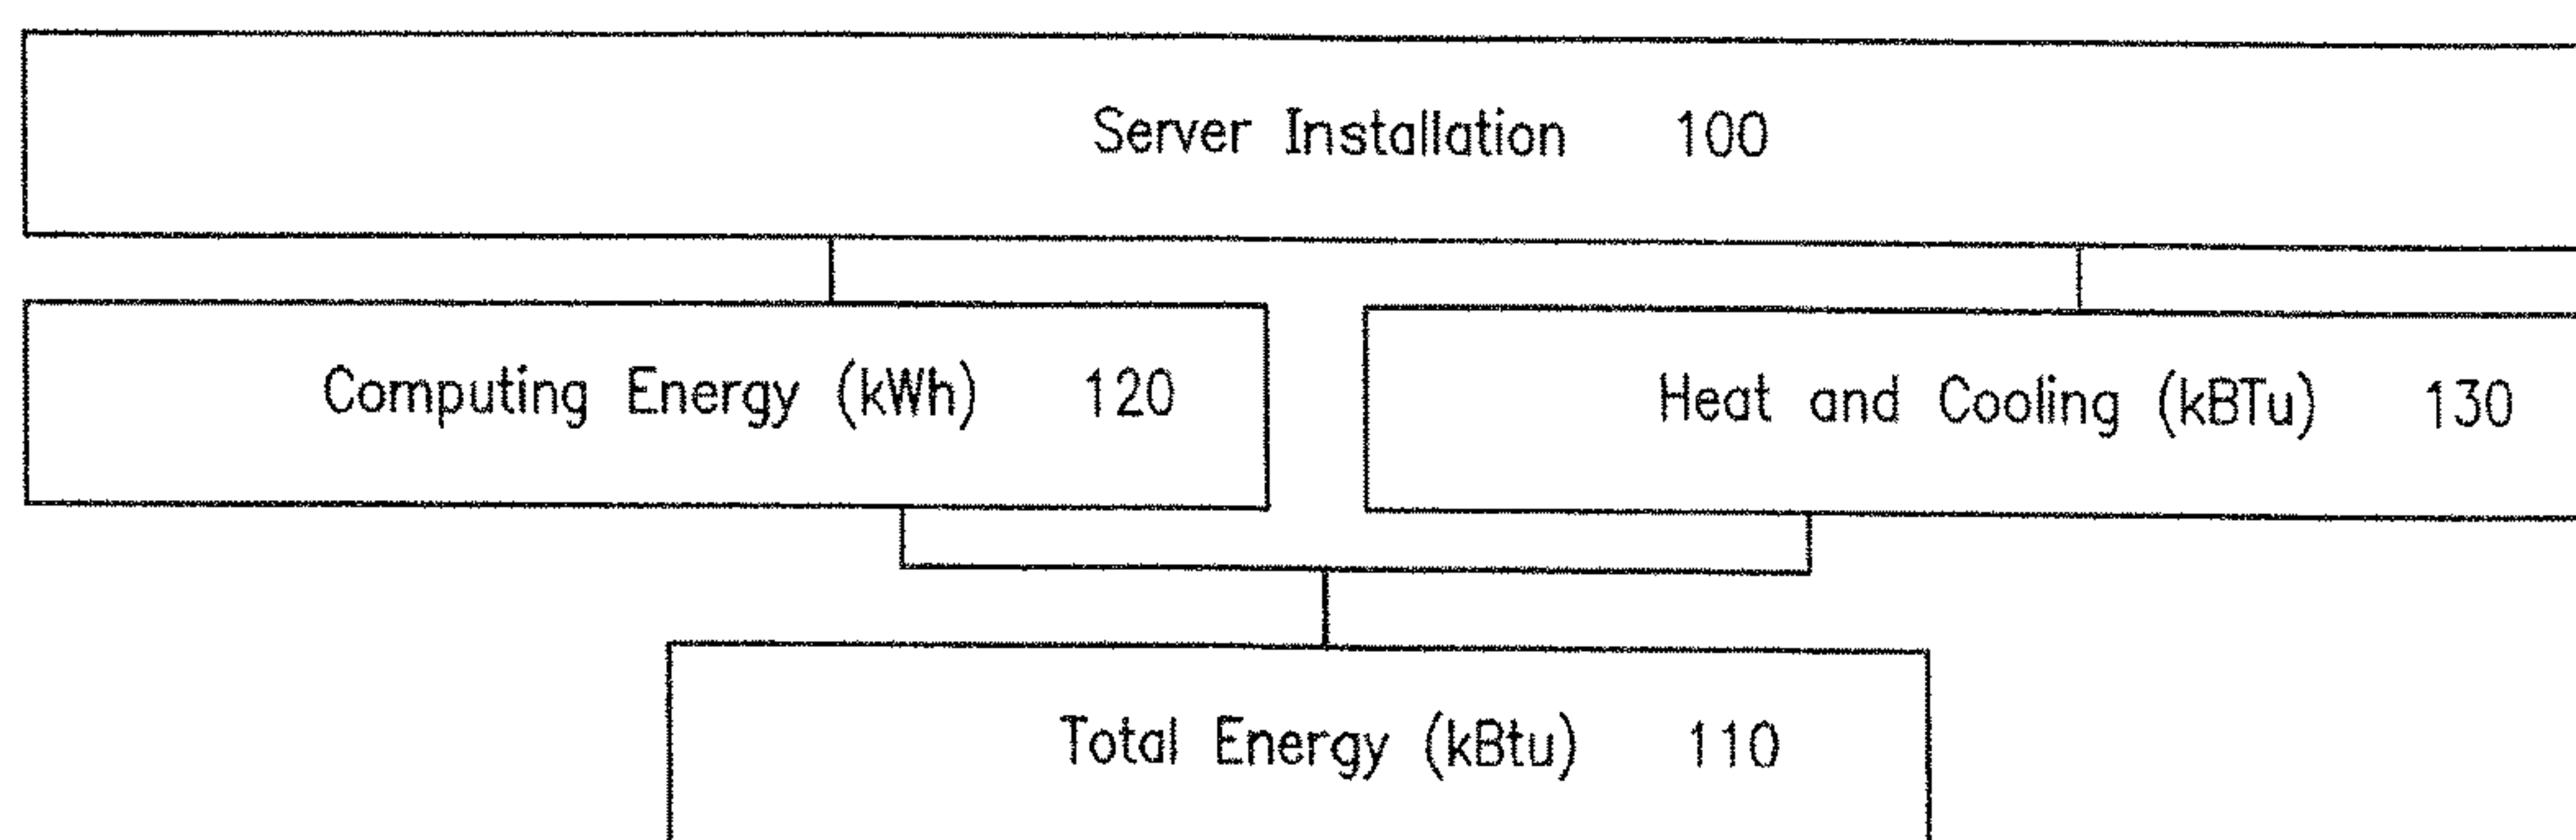 Server Installation 100
Computing Energy (kWh) 120
Heat and Cooling (kBTu) 130
Total Energy (kBtu) 110